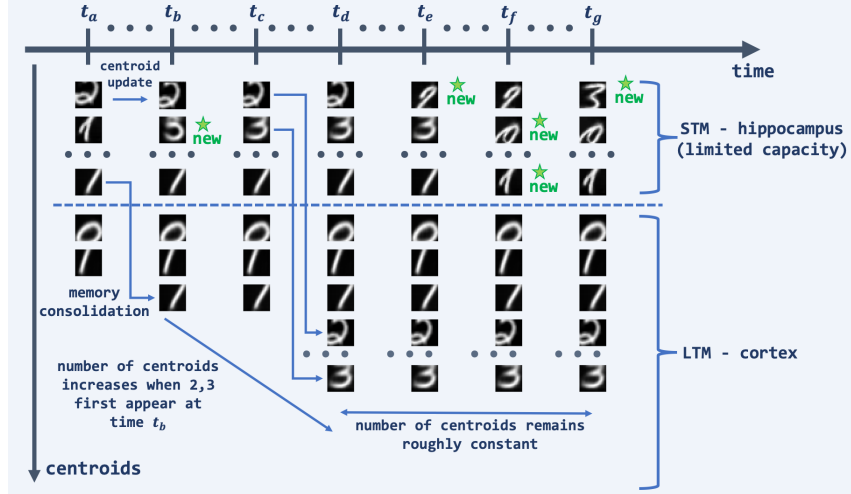 t_a t_b t_c t_d t_e t_f t_g
time
centroid
update
new
new
new
new
new
STM - hippocampus
(limited capacity)
memory
consolidation
number of centroids
increases when 2,3
first appear at
time t_b
number of centroids remains
roughly constant
LTM - cortex
centroids